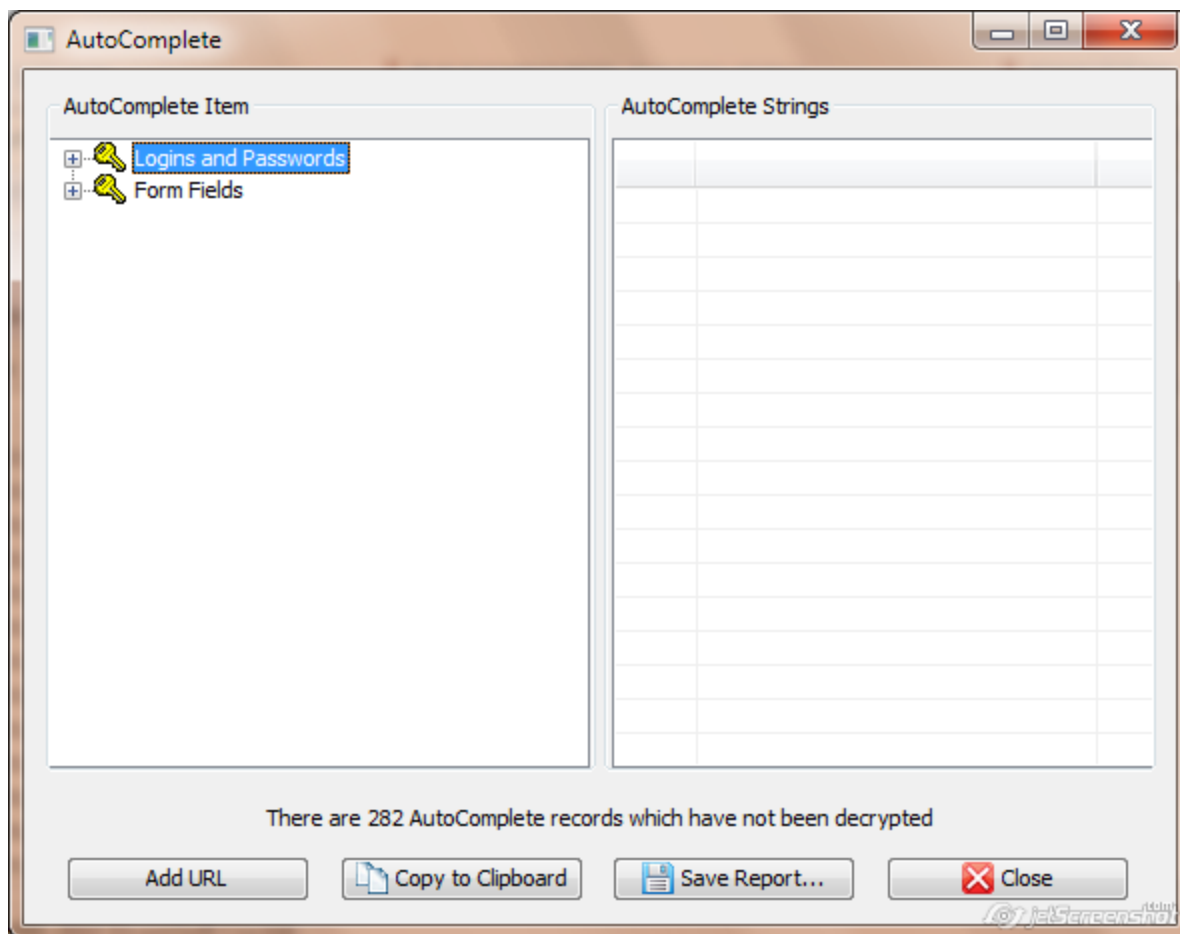 AutoComplete
AutoComplete Item
AutoComplete Strings
Logins and Passwords
Form Fields
There are 282 AutoComplete records which have not been decrypted
Add URL
Copy to Clipboard
Save Report...
Close
jetScreenshot
.com